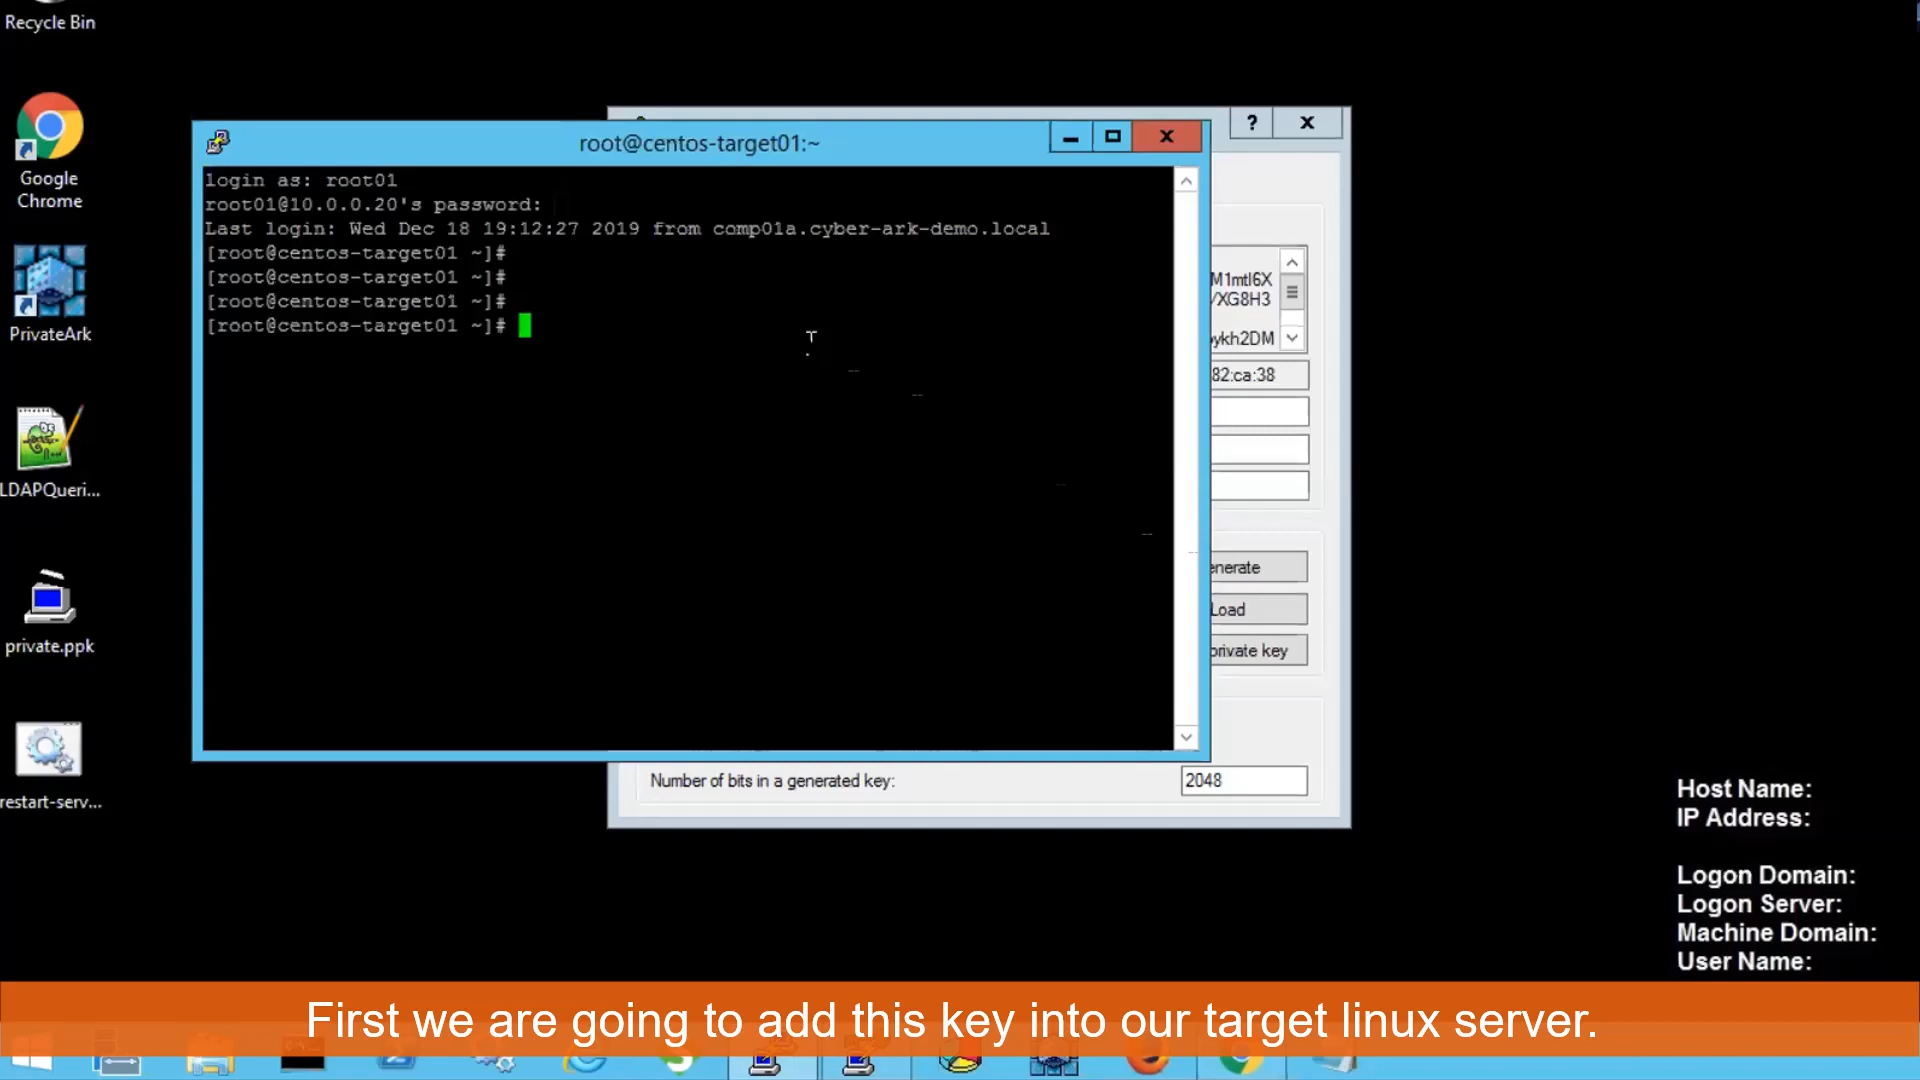 Recycle Bin
Google
Chrome
PrivateArk
LDAPQueri...
private.ppk
restart-serv...
root@centos-target01:~
login as: root01
root01@10.0.0.20's password:
Last login: Wed Dec 18 19:12:27 2019 from comp01a.cyber-ark-demo.local
[root@centos-target01 ~]#
[root@centos-target01 ~]#
[root@centos-target01 ~]#
[root@centos-target01 ~]#
?
M1mtl6X
/XG8H3
ykh2DM
82:ca:38
enerate
Load
private key
Number of bits in a generated key:
2048
Host Name:
IP Address:
Logon Domain:
Logon Server:
Machine Domain:
User Name:
First we are going to add this key into our target linux server.